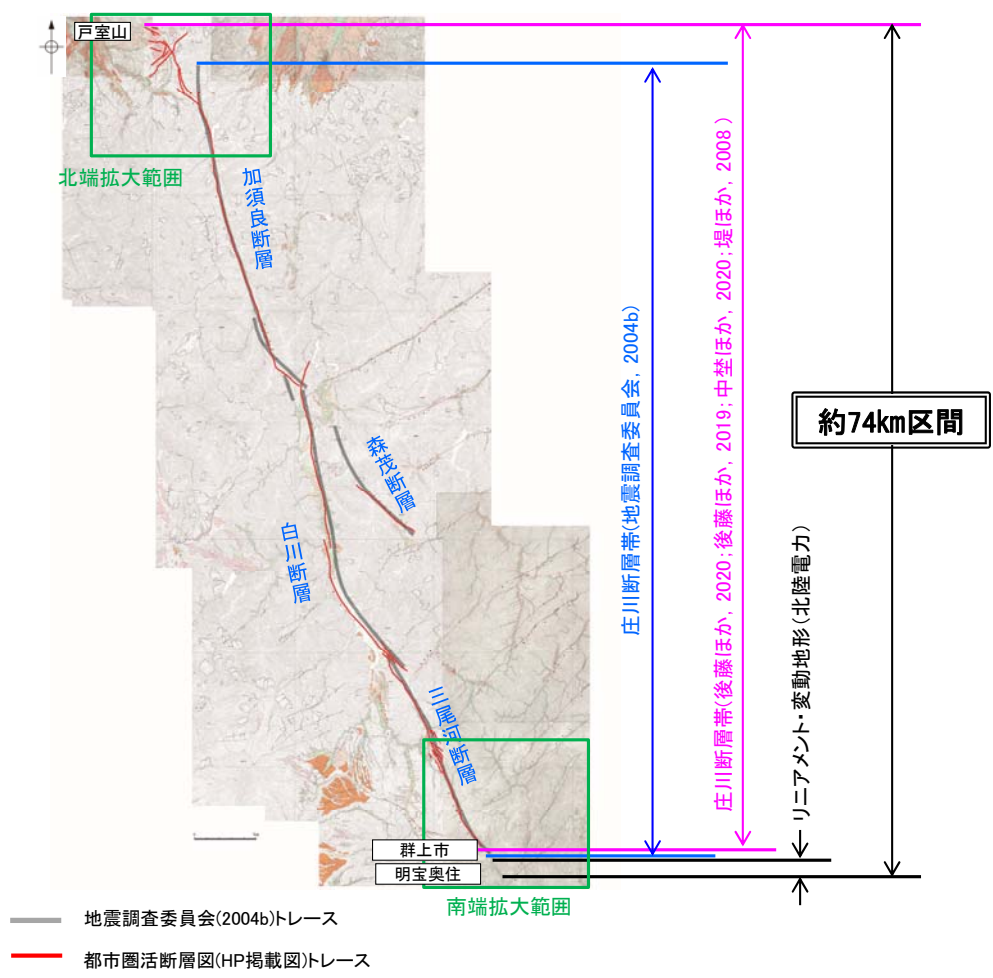 戸室山
北端拡大範囲
加須良断層
森茂断層
白川断層
三尾河断層
庄川断層帯(地震調査委員会, 2004b)
庄川断層帯(後藤ほか, 2020;後藤ほか, 2019;中埜ほか, 2020;堤ほか, 2008)
約74km区間
リニアメント・変動地形(北陸電力)
群上市
明宝奥住
南端拡大範囲
地震調査委員会(2004b)トレース
都市圏活断層図(HP掲載図)トレース